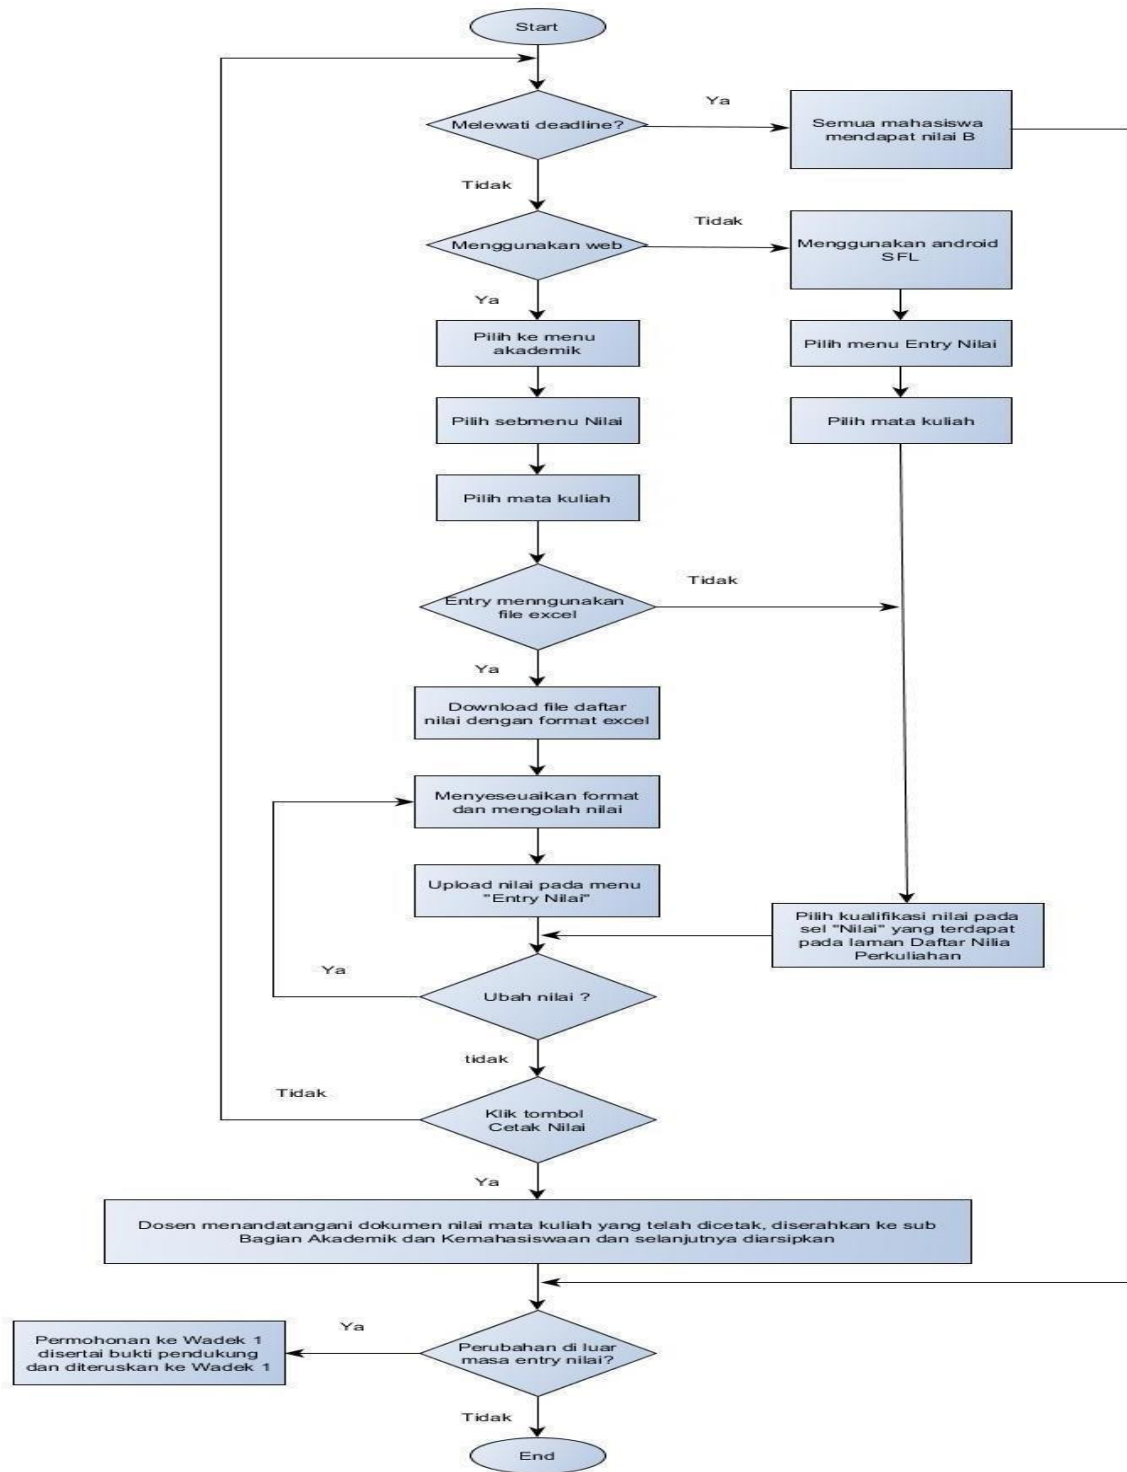 Start
Melewati deadline?
Ya
Semua mahasiswa
mendapat nilai B
Tidak
Menggunakan web
Tidak
Menggunakan android
SFL
Ya
Pilih ke menu
akademik
Pilih menu Entry Nilai
Pilih sebmenu Nilai
Pilih mata kuliah
Pilih mata kuliah
Entry menngunakan
file excel
Tidak
Ya
Download file daftar
nilai dengan format excel
Menyeseuaikan format
dan mengolah nilai
Upload nilai pada menu
"Entry Nilai"
Pilih kualifikasi nilai pada
sel "Nilai" yang terdapat
pada laman Daftar Nilia
Perkuliahan
Ya
Ubah nilai ?
tidak
Tidak
Klik tombol
Cetak Nilai
Ya
Dosen menandatangani dokumen nilai mata kuliah yang telah dicetak, diserahkan ke sub
Bagian Akademik dan Kemahasiswaan dan selanjutnya diarsipkan
Permohonan ke Wadek 1
disertai bukti pendukung
dan diteruskan ke Wadek 1
Ya
Perubahan di luar
masa entry nilai?
Tidak
End